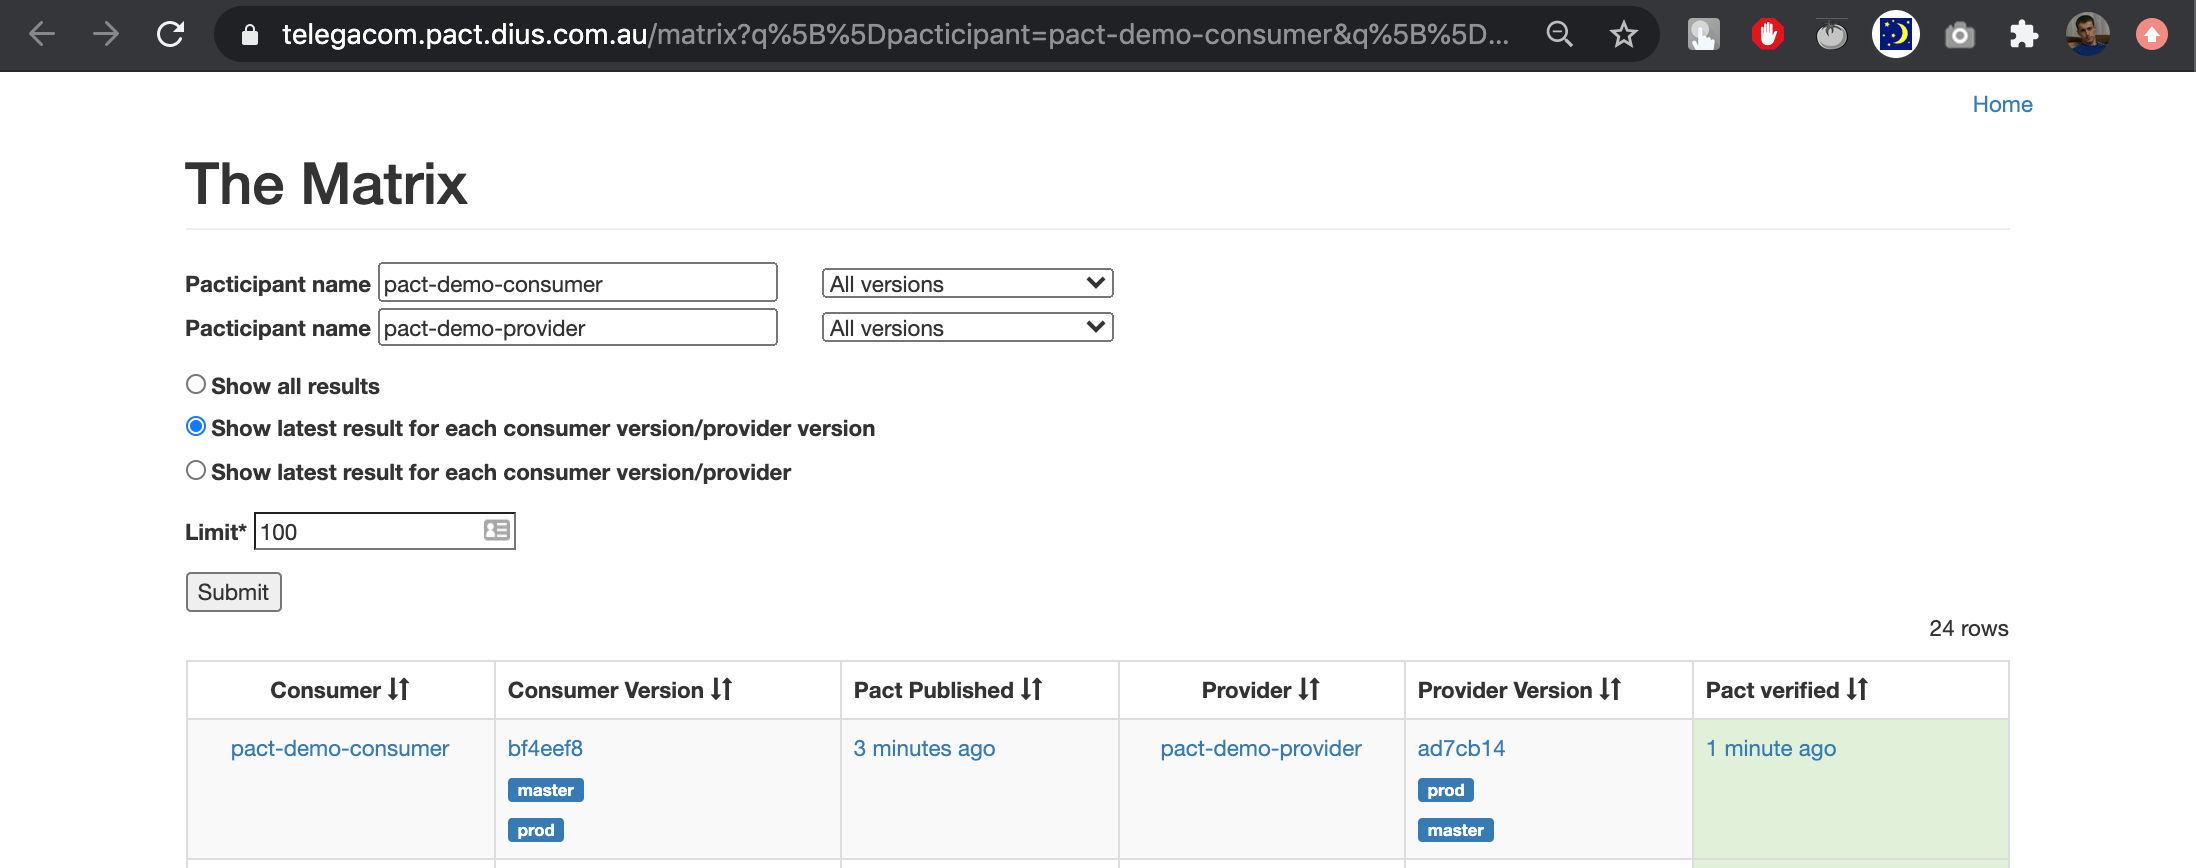 telegacom.pact.dius.com.au/matrix?q%5B%5Dpacticipant=pact-demo-consumer&q%5B%5D...
Home
The Matrix
Pacticipant name pact-demo-consumer All versions
Pacticipant name pact-demo-provider All versions
Show all results
Show latest result for each consumer version/provider version
Show latest result for each consumer version/provider
Limit* 100
Submit
24 rows
Consumer Consumer Version Pact Published Provider Provider Version Pact verified
pact-demo-consumer bf4eef8 3 minutes ago pact-demo-provider ad7cb14 1 minute ago
master prod
prod master